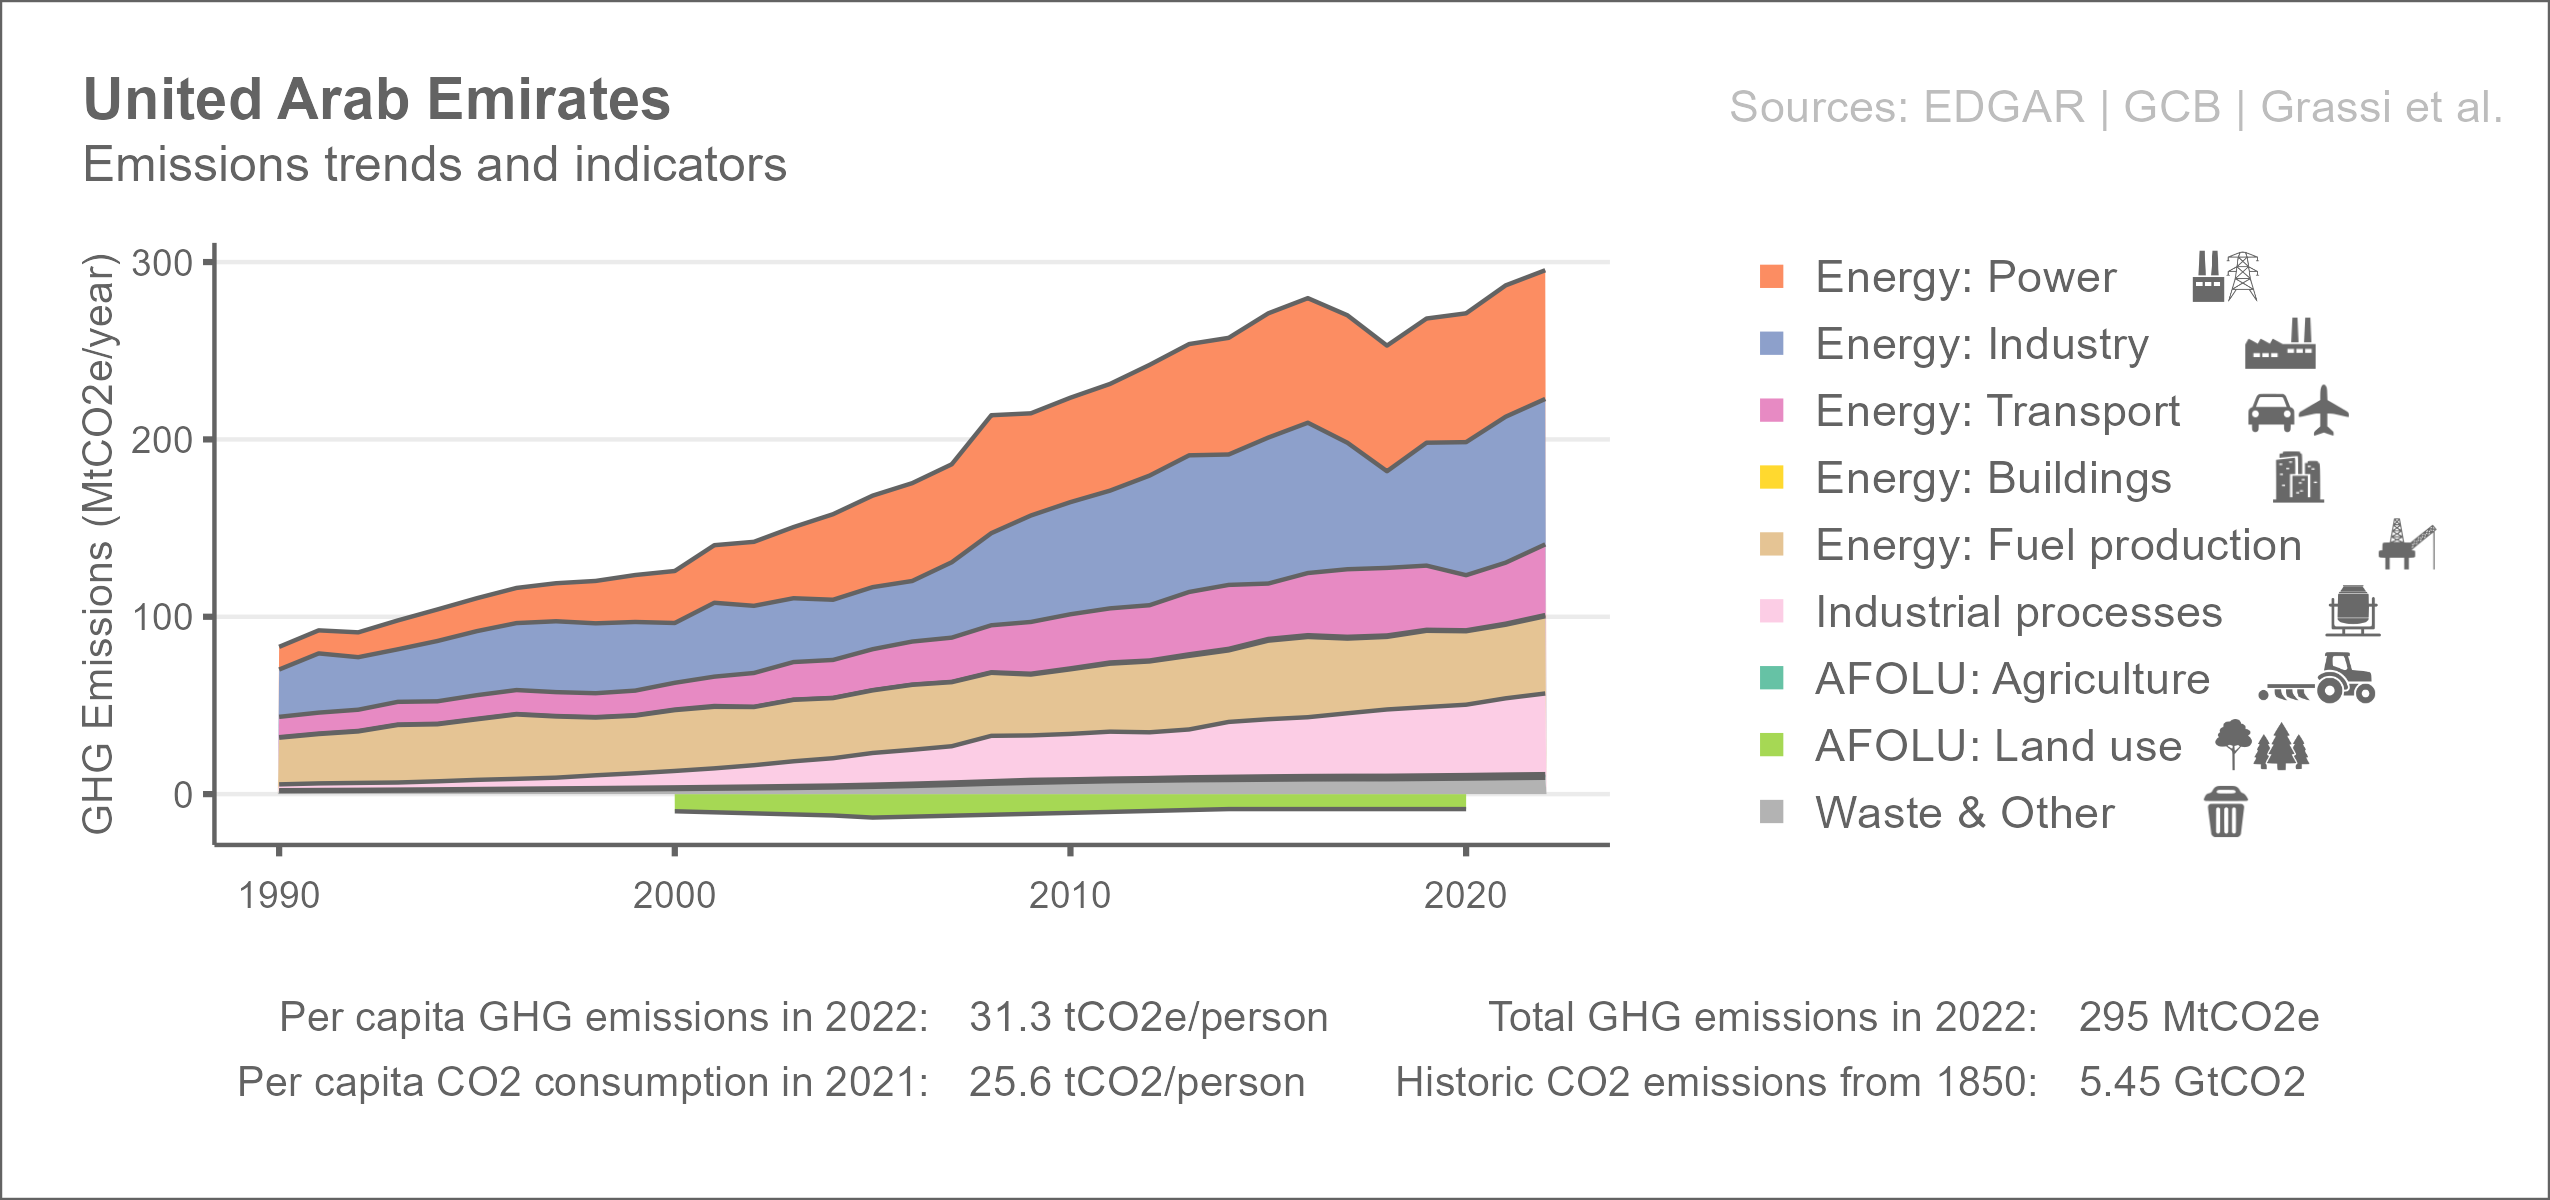 United Arab Emirates
Sources: EDGAR | GCB | Grassi et al.
Emissions trends and indicators
GHG Emissions (MtCO2e/year)
300
200
100
0
1990
2000
2010
2020
Energy: Power
Energy: Industry
Energy: Transport
Energy: Buildings
Energy: Fuel production
Industrial processes
AFOLU: Agriculture
AFOLU: Land use
Waste & Other
Per capita GHG emissions in 2022: 31.3 tCO2e/person
Total GHG emissions in 2022: 295 MtCO2e
Per capita CO2 consumption in 2021: 25.6 tCO2/person
Historic CO2 emissions from 1850: 5.45 GtCO2